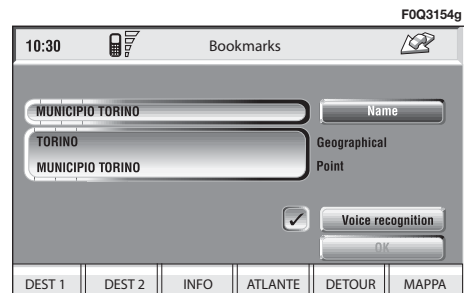 F0Q3154g
10:30 Bookmarks
MUNICIPIO TORINO Name
TORINO Geographical
MUNICIPIO TORINO Point
Voice recognition
OK
DEST 1 DEST 2 INFO ATLANTE DETOUR MAPPA